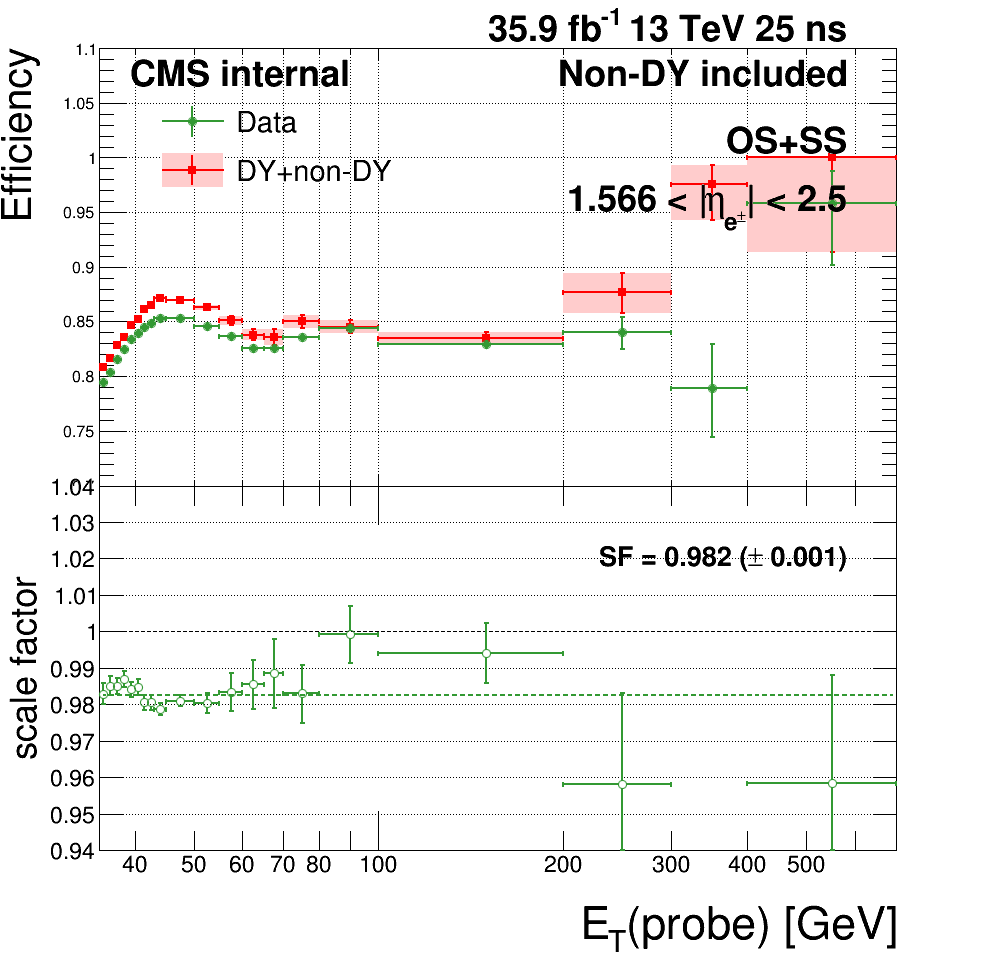 35.9 fb⁻¹ 13 TeV 25 ns
Efficiency
CMS internal
Non-DY included
Data
DY+non-DY
OS+SS
1.566 < |η_e±| < 2.5
1.1
1.05
1
0.95
0.9
0.85
0.8
0.75
scale factor
SF = 0.982 (± 0.001)
1.04
1.03
1.02
1.01
1
0.99
0.98
0.97
0.96
0.95
0.94
40 50 60 70 80 100 200 300 400 500
E_T(probe) [GeV]